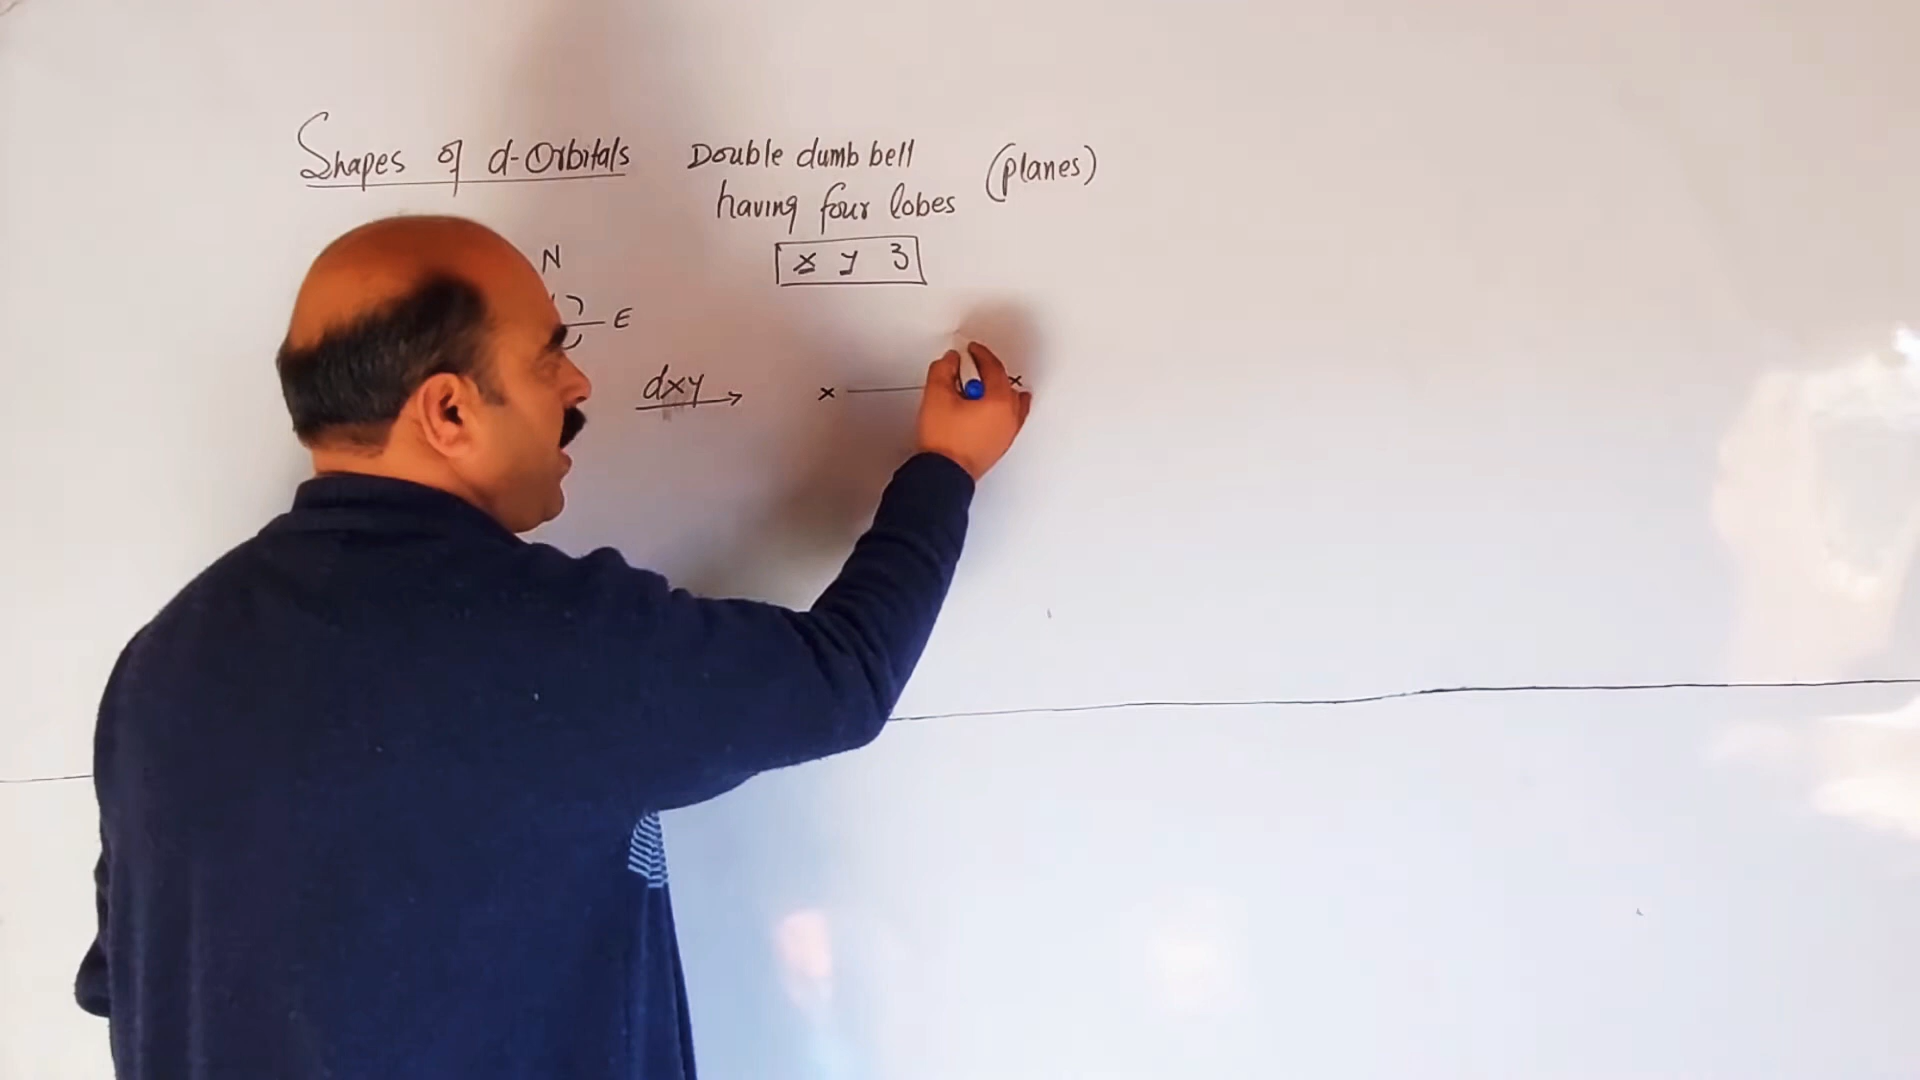 Shapes of d-Orbitals
Double dumb bell
having four lobes
(planes)
x y z
N
E
dxy
x x